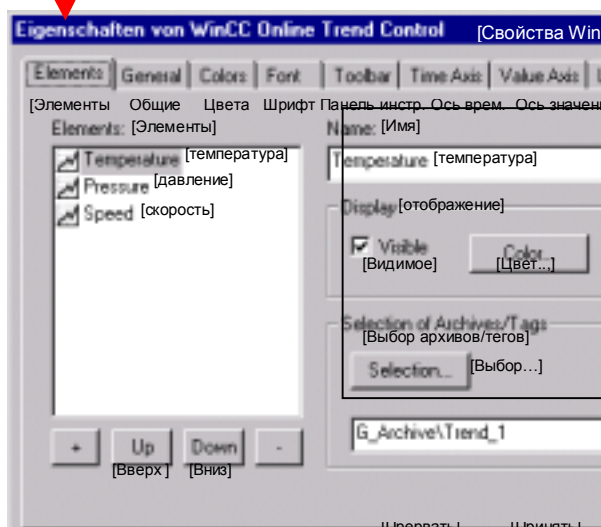 Eigenschaften von WinCC Online Trend Control [Свойства Win
Elements General Colors Font Toolbar Time Axis Value Axis
[Элементы Общие Цвета Шрифт Панель инстр. Ось врем. Ось значени
Elements: [Элементы]
Temperature [температура]
Pressure [давление]
Speed [скорость]
+ Up Down -
[Вверх] [Вниз]
Name: [Имя]
Temperature [температура]
Display [отображение]
Visible Color...
[Видимое] [Цвет..,]
Selection of Archives/Tags
[Выбор архивов/тегов]
Selection... [Выбор…]
G_Archive\Trend_1